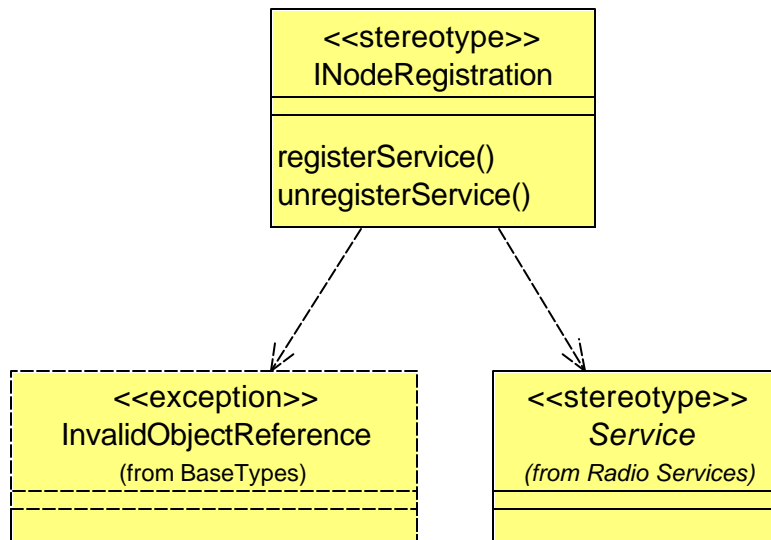 <<stereotype>>
INodeRegistration
registerService()
unregisterService()
<<exception>>
InvalidObjectReference
(from BaseTypes)
<<stereotype>>
Service
(from Radio Services)